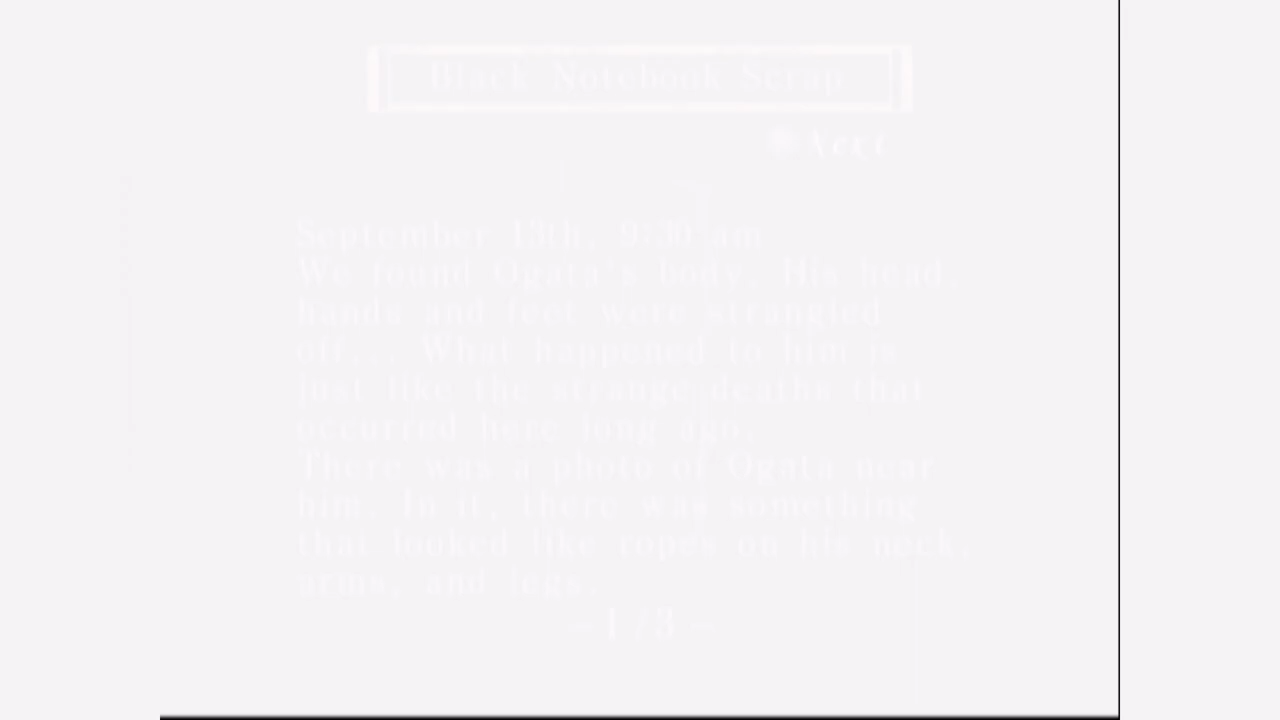 Black Notebook Scrap
Next
September 13th, 9:30 am
We found Ogata's body. His head,
hands and feet were strangled
off... What happened to him is
just like the strange deaths that
occurred here long ago.
There was a photo of Ogata near
him. In it, there was something
that looked like ropes on his neck,
arms, and legs.
- 1 / 3 -